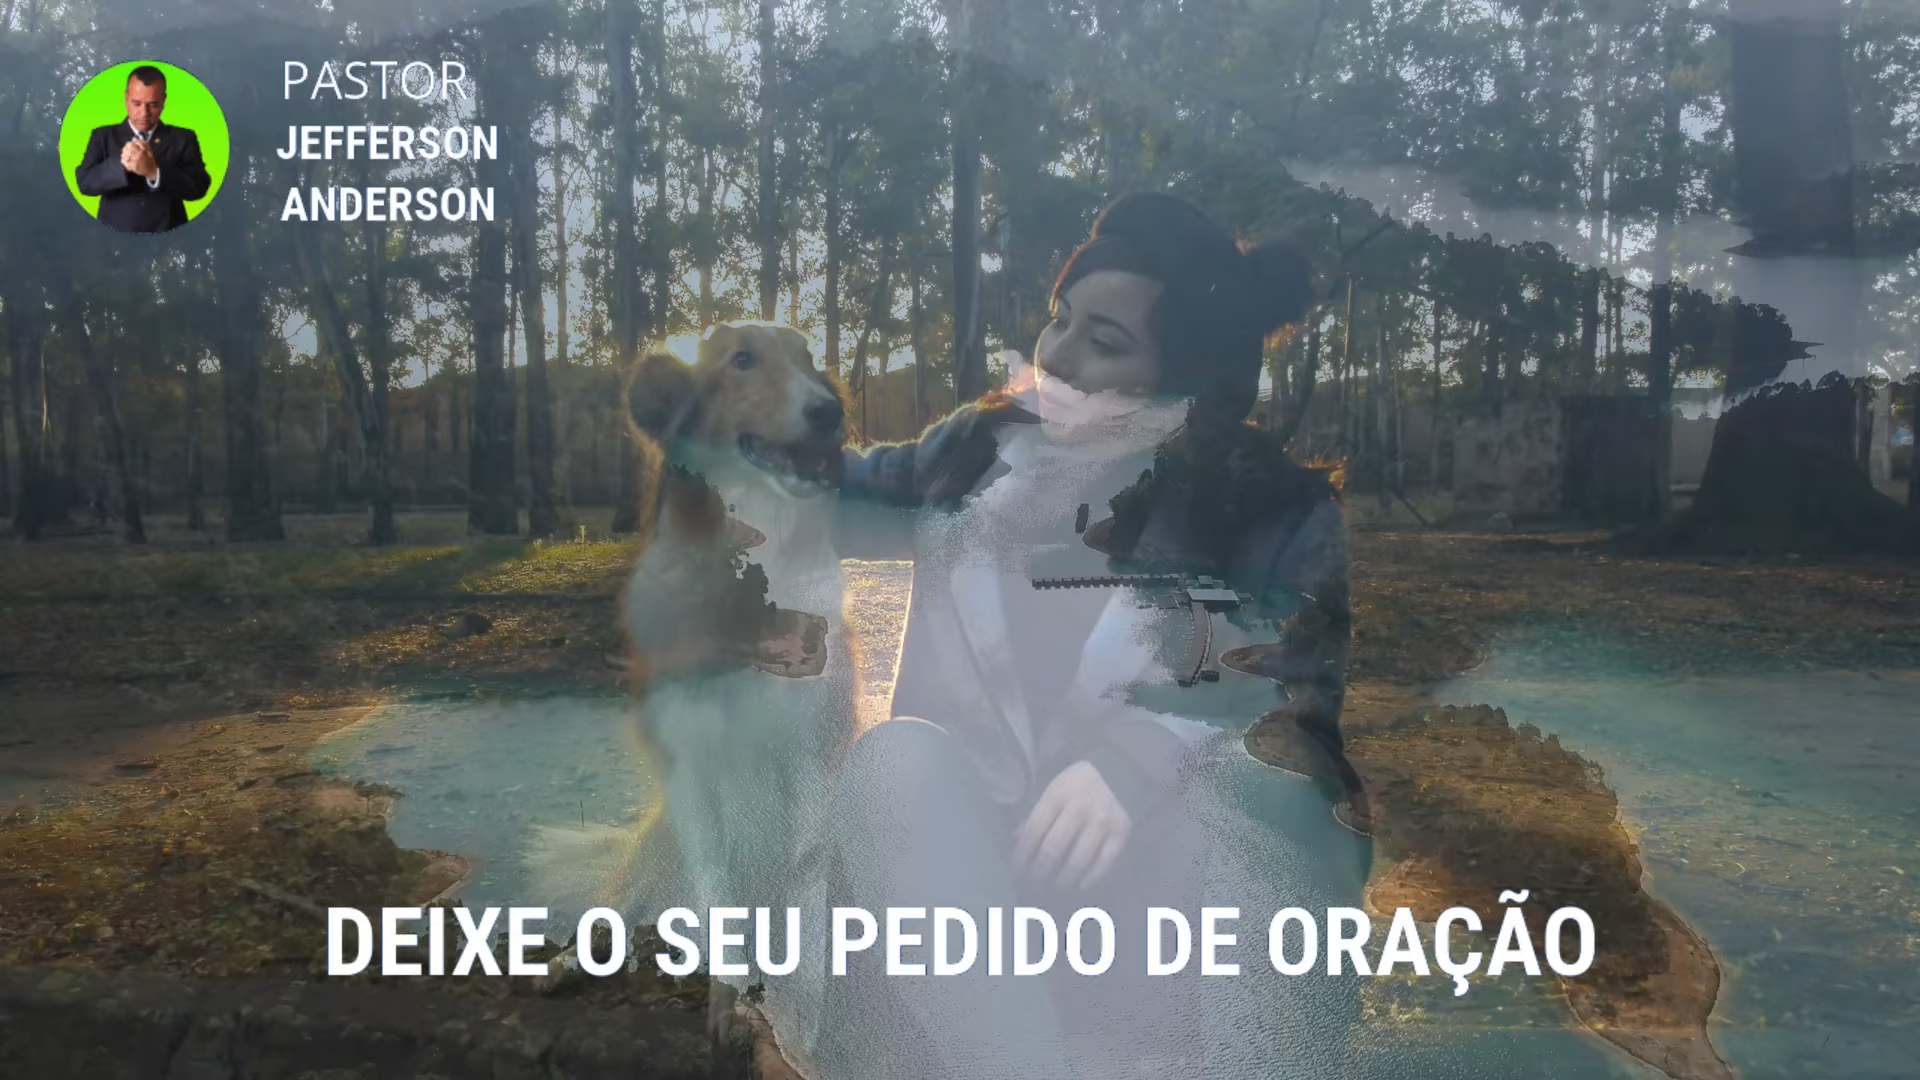 PASTOR
JEFFERSON
ANDERSON
DEIXE O SEU PEDIDO DE ORAÇÃO